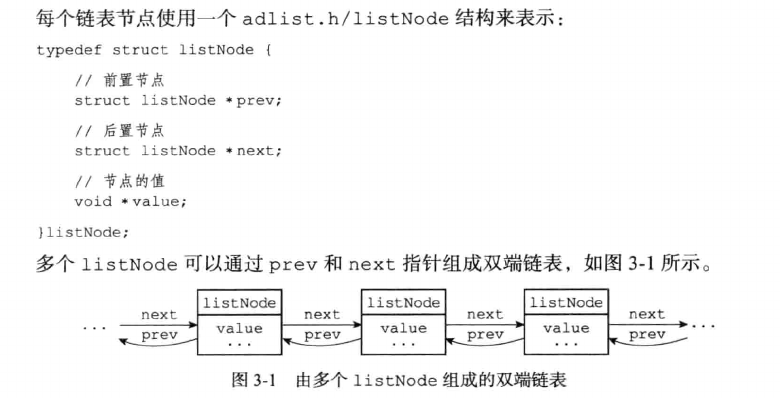 每个链表节点使用一个 adlist.h/listNode 结构来表示：
typedef struct listNode {
// 前置节点
struct listNode *prev;
// 后置节点
struct listNode *next;
// 节点的值
void *value;
}listNode;
多个 listNode 可以通过 prev 和 next 指针组成双端链表，如图 3-1 所示。
listNode listNode listNode
... next next next next ...
prev value prev value prev value prev
... ... ...
图 3-1 由多个 listNode 组成的双端链表